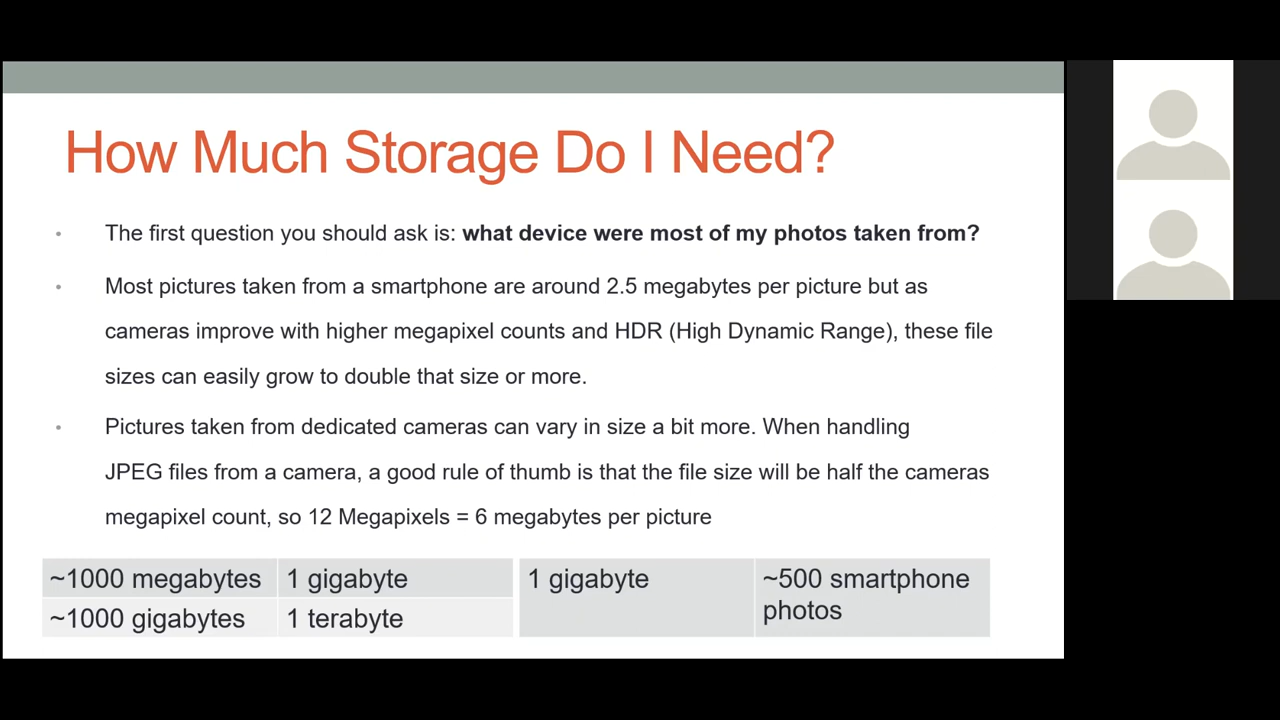 How Much Storage Do I Need?
• The first question you should ask is: what device were most of my photos taken from?
• Most pictures taken from a smartphone are around 2.5 megabytes per picture but as
cameras improve with higher megapixel counts and HDR (High Dynamic Range), these file
sizes can easily grow to double that size or more.
• Pictures taken from dedicated cameras can vary in size a bit more. When handling
JPEG files from a camera, a good rule of thumb is that the file size will be half the cameras
megapixel count, so 12 Megapixels = 6 megabytes per picture
~1000 megabytes 1 gigabyte
~1000 gigabytes 1 terabyte
1 gigabyte ~500 smartphone
photos